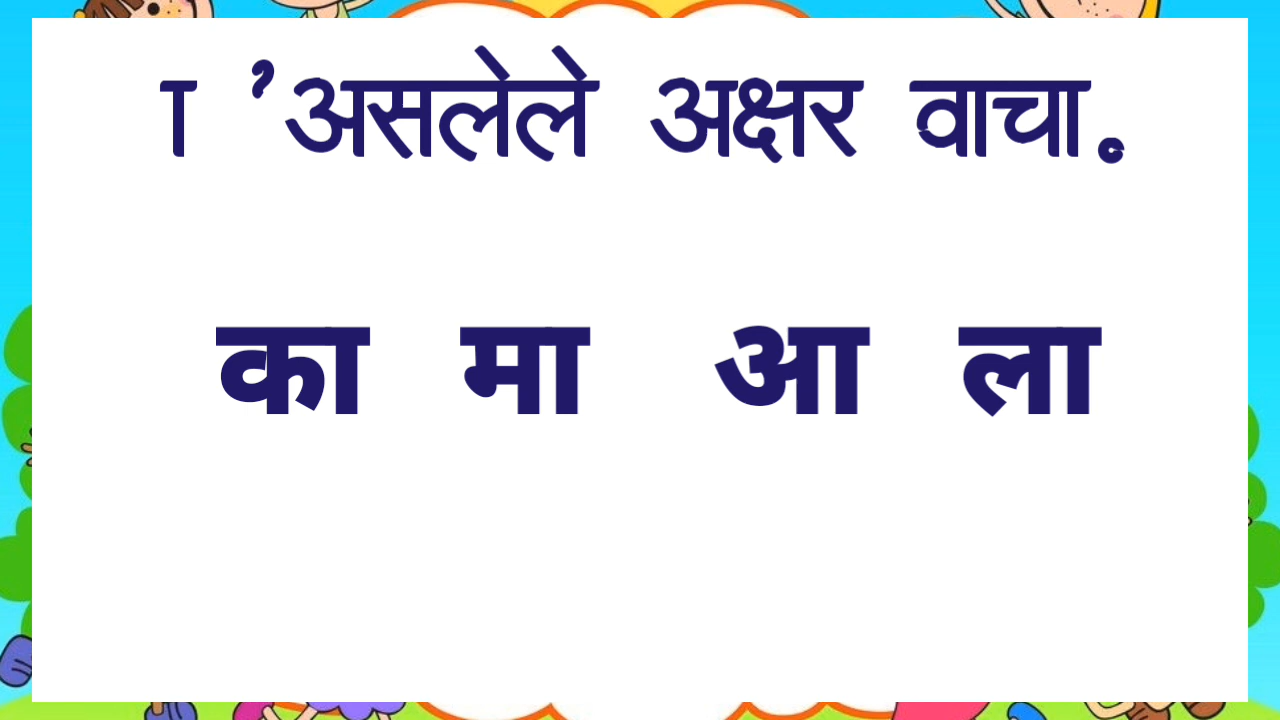 ा ’असलेले अक्षर वाचा.
का मा आ ला